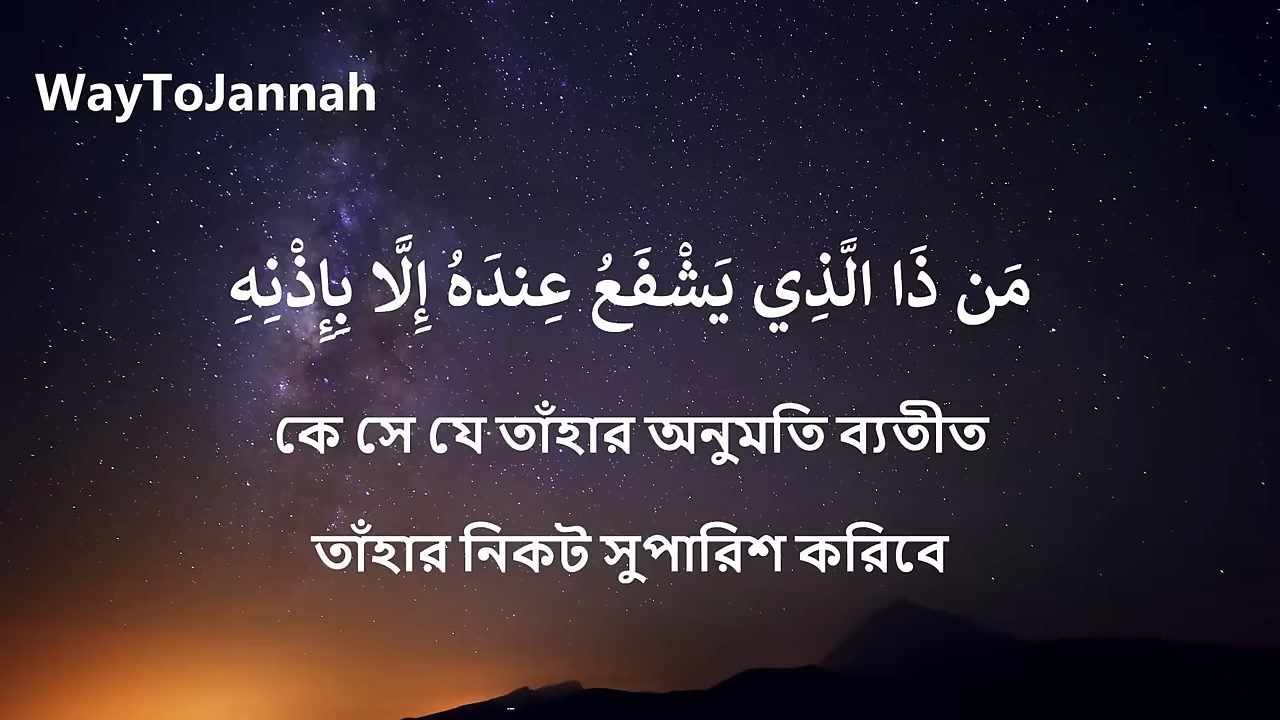 WayToJannah
مَن ذَا الَّذِي يَشْفَعُ عِندَهُ إِلَّا بِإِذْنِهِ
কে সে যে তাঁহার অনুমতি ব্যতীত
তাঁহার নিকট সুপারিশ করিবে